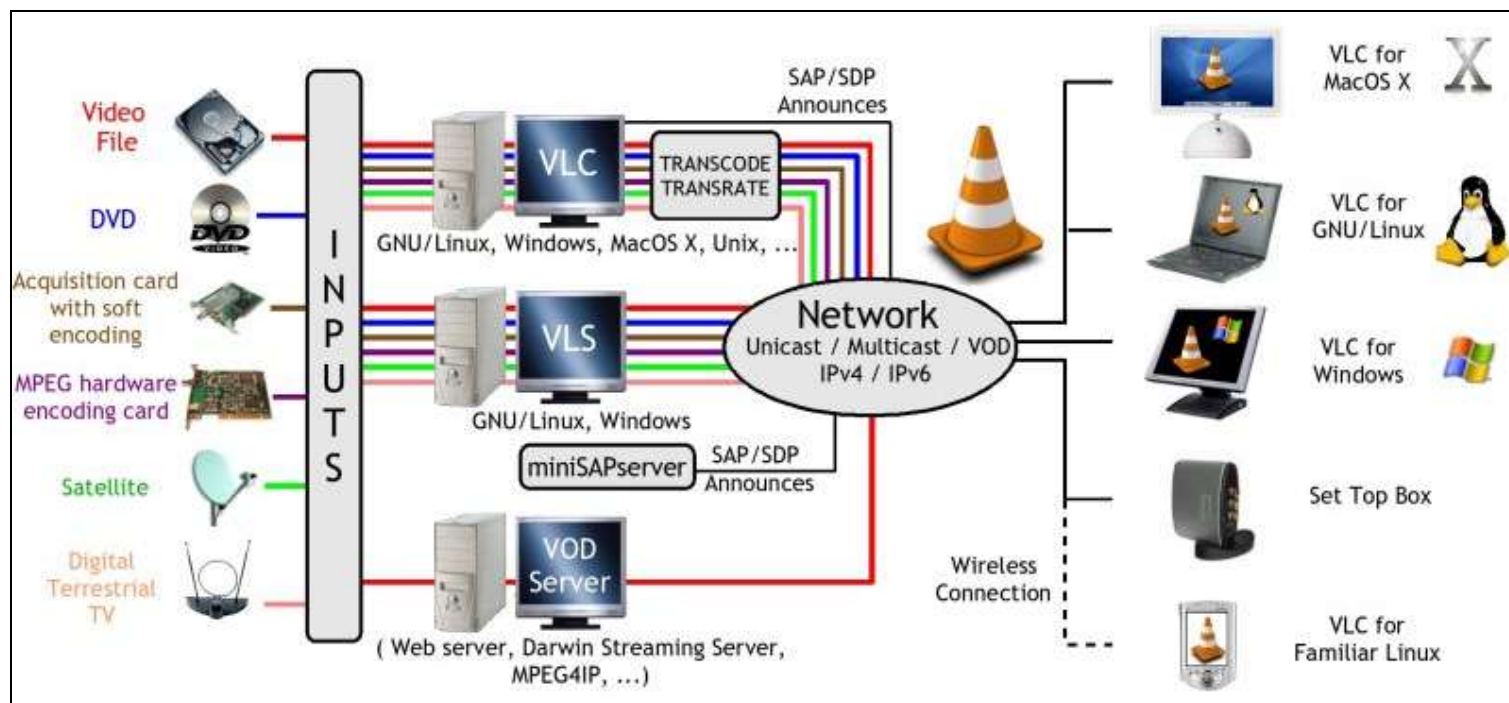 Video
File
DVD
DVD
VIDEO
Acquisition card
with soft
encoding
MPEG hardware
encoding card
Satellite
Digital
Terrestrial
TV
INPUTS
VLC
TRANSCODE
TRANSRATE
GNU/Linux, Windows, MacOS X, Unix, ...
SAP/SDP
Announces
VLS
GNU/Linux, Windows
miniSAPserver
SAP/SDP
Announces
VOD
Server
( Web server, Darwin Streaming Server,
MPEG4IP, ...)
Network
Unicast / Multicast / VOD
IPv4 / IPv6
Wireless
Connection
VLC for
MacOS X
X
VLC for
GNU/Linux
VLC for
Windows
Set Top Box
VLC for
Familiar Linux